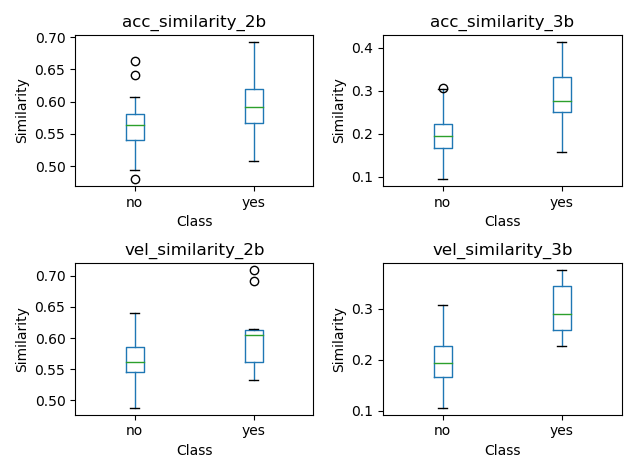 acc_similarity_2b
0.70
0.65
0.60
0.55
0.50
Similarity
no yes
Class
acc_similarity_3b
0.4
0.3
0.2
0.1
Similarity
no yes
Class
vel_similarity_2b
0.70
0.65
0.60
0.55
0.50
Similarity
no yes
Class
vel_similarity_3b
0.3
0.2
0.1
Similarity
no yes
Class